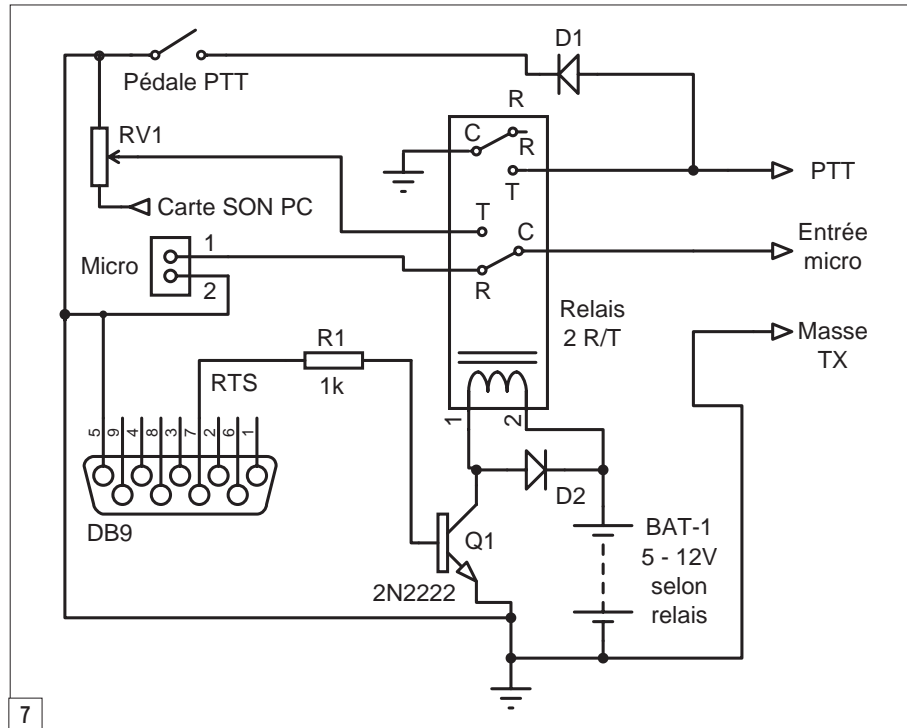 D1
Pédale PTT
R
C
R
T
PTT
RV1
Carte SON PC
T
C
R
Entrée
micro
Micro
1
2
Relais
2 R/T
Masse
TX
R1
1k
RTS
1
2
5
9
4
8
3
7
2
6
1
DB9
D2
Q1
2N2222
BAT-1
5 - 12V
selon
relais
7